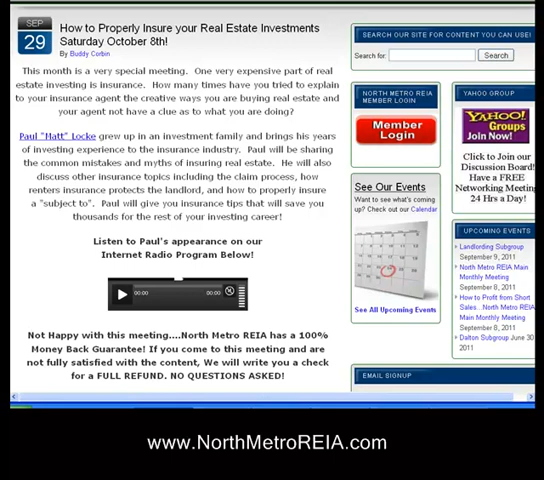 SEP
29
How to Properly Insure your Real Estate Investments
Saturday October 8th!
By Buddy Corbin
This month is a very special meeting. One very expensive part of real
estate investing is insurance. How many times have you tried to explain
to your insurance agent the creative ways you are buying real estate and
your agent not have a clue as to what you are doing?
Paul "Matt" Locke grew up in an investment family and brings his years
of investing experience to the insurance industry. Paul will be sharing
the common mistakes and myths of insuring real estate. He will also
discuss other insurance topics including the claim process, how
renters insurance protects the landlord, and how to properly insure
a "subject to". Paul will give you insurance tips that will save you
thousands for the rest of your investing career!
Listen to Paul's appearance on our
Internet Radio Program Below!
00:00
00:00
Not Happy with this meeting....North Metro REIA has a 100%
Money Back Guarantee! If you come to this meeting and are
not fully satisfied with the content, We will write you a check
for a FULL REFUND. NO QUESTIONS ASKED!
SEARCH OUR SITE FOR CONTENT YOU CAN USE!
Search for:
Search
NORTH METRO REIA
MEMBER LOGIN
Member
Login
See Our Events
Want to see what's coming
up? Check out our Calendar
See All Upcoming Events
EMAIL SIGNUP
YAHOO GROUP
YAHOO!
Groups
Join Now!
Click to Join our
Discussion Board!
Have a FREE
Networking Meeting
24 Hrs a Day!
UPCOMING EVENTS
Landlording Subgroup
September 9, 2011
North Metro REIA Main
Monthly Meeting
September 8, 2011
How to Profit from Short
Sales... North Metro REIA
Main Monthly Meeting
September 8, 2011
Dalton Subgroup June 30,
2011
www.NorthMetroREIA.com